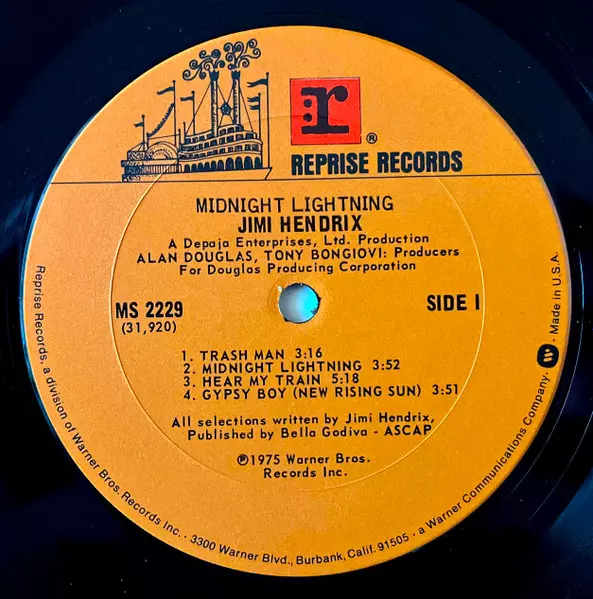 r®
REPRISE RECORDS
MIDNIGHT LIGHTNING
JIMI HENDRIX
A Depaja Enterprises, Ltd. Production
ALAN DOUGLAS, TONY BONGIOVI: Producers
For Douglas Producing Corporation
MS 2229
(31,920)
SIDE I
1. TRASH MAN 3:16
2. MIDNIGHT LIGHTNING 3:52
3. HEAR MY TRAIN 5:18
4. GYPSY BOY (NEW RISING SUN) 3:51
All selections written by Jimi Hendrix,
Published by Bella Godiva - ASCAP
℗1975 Warner Bros.
Records Inc.
Reprise Records, a division of Warner Bros. Records Inc. · 3300 Warner Blvd., Burbank, Calif. 91505 · a Warner Communications Company. · Made in U.S.A.